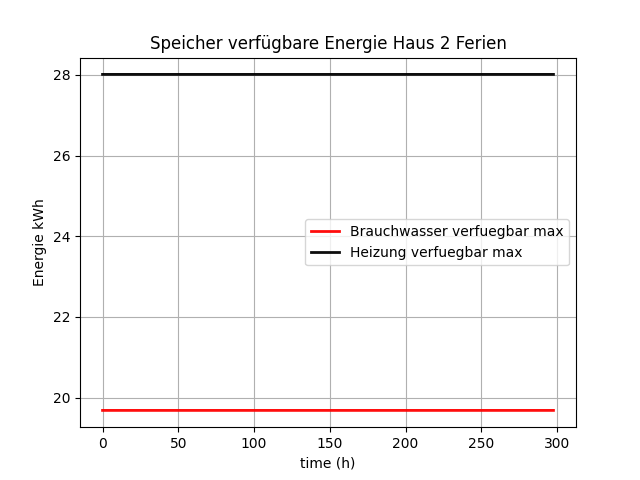 Speicher verfügbare Energie Haus 2 Ferien
Energie kWh
28
26
24
22
20
Brauchwasser verfuegbar max
Heizung verfuegbar max
0 50 100 150 200 250 300
time (h)